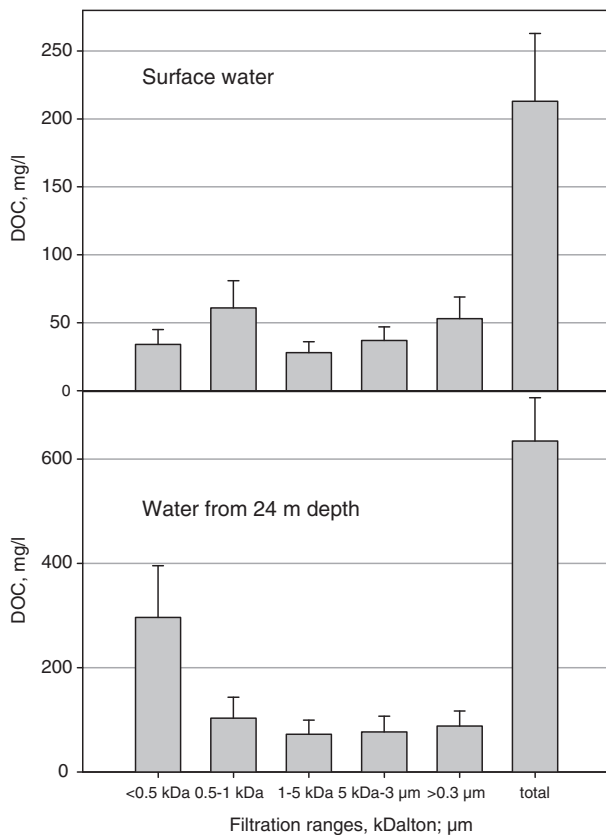 250
Surface water
200
DOC, mg/l
150
100
50
0
600
Water from 24 m depth
DOC, mg/l
400
200
0
<0.5 kDa 0.5-1 kDa 1-5 kDa 5 kDa-3 μm >0.3 μm total
Filtration ranges, kDalton; μm